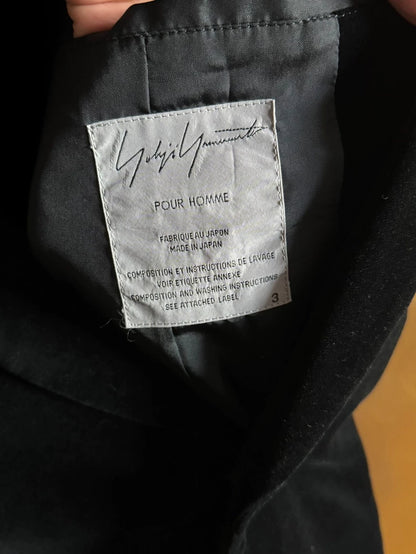 Yohji Yamamoto
POUR HOMME
FABRIQUE AU JAPON
MADE IN JAPAN
COMPOSITION ET INSTRUCTIONS DE LAVAGE
VOIR ETIQUETTE ANNEXE
COMPOSITION AND WASHING INSTRUCTIONS
SEE ATTACHED LABEL
3